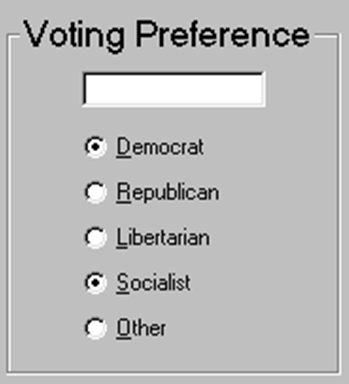 Voting Preference
Democrat
Republican
Libertarian
Socialist
Other